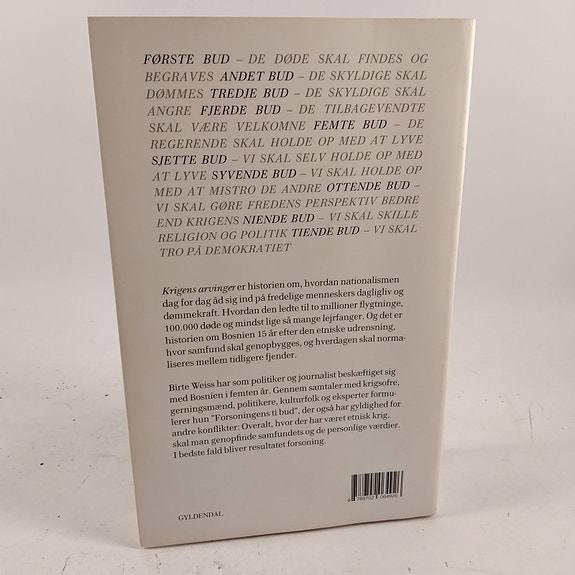 FØRSTE BUD – DE DØDE SKAL FINDES OG
BEGRAVES ANDET BUD – DE SKYLDIGE SKAL
DØMMES TREDJE BUD – DE SKYLDIGE SKAL
ANGRE FJERDE BUD – DE TILBAGEVENDTE
SKAL VÆRE VELKOMNE FEMTE BUD – DE
REGERENDE SKAL HOLDE OP MED AT LYVE
SJETTE BUD – VI SKAL SELV HOLDE OP MED
AT LYVE SYVENDE BUD – VI SKAL HOLDE OP
MED AT MISTRO DE ANDRE OTTENDE BUD –
VI SKAL GØRE FREDENS PERSPEKTIV BEDRE
END KRIGENS NIENDE BUD – VI SKAL SKILLE
RELIGION OG POLITIK TIENDE BUD – VI SKAL
TRO PÅ DEMOKRATIET
Krigens arvinger er historien om, hvordan nationalismen
dag for dag åd sig ind på fredelige menneskers dagligliv og
dømmekraft. Hvordan den ledte til to millioner flygtninge,
100.000 døde og mindst lige så mange lejrfanger. Og det er
historien om Bosnien 15 år efter den etniske udrensning,
hvor samfund skal genopbygges, og hverdagen skal norma-
liseres mellem tidligere fjender.
Birte Weiss har som politiker og journalist beskæftiget sig
med Bosnien i femten år. Gennem samtaler med krigsofre,
gerningsmænd, politikere, kulturfolk og eksperter formu-
lerer hun "Forsoningens ti bud", der også har gyldighed for
andre konflikter: Overalt, hvor der har været etnisk krig,
skal man genopfinde samfundets og de personlige værdier.
I bedste fald bliver resultatet forsoning.
GYLDENDAL